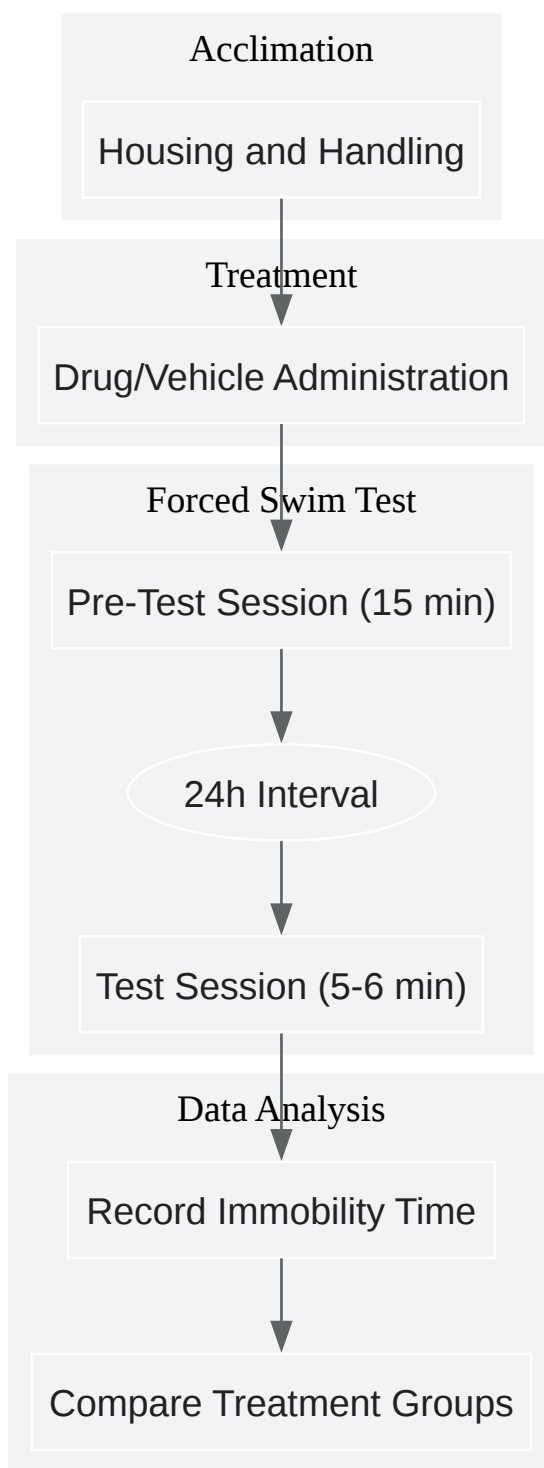 Acclimation
Housing and Handling
Treatment
Drug/Vehicle Administration
Forced Swim Test
Pre-Test Session (15 min)
24h Interval
Test Session (5-6 min)
Data Analysis
Record Immobility Time
Compare Treatment Groups